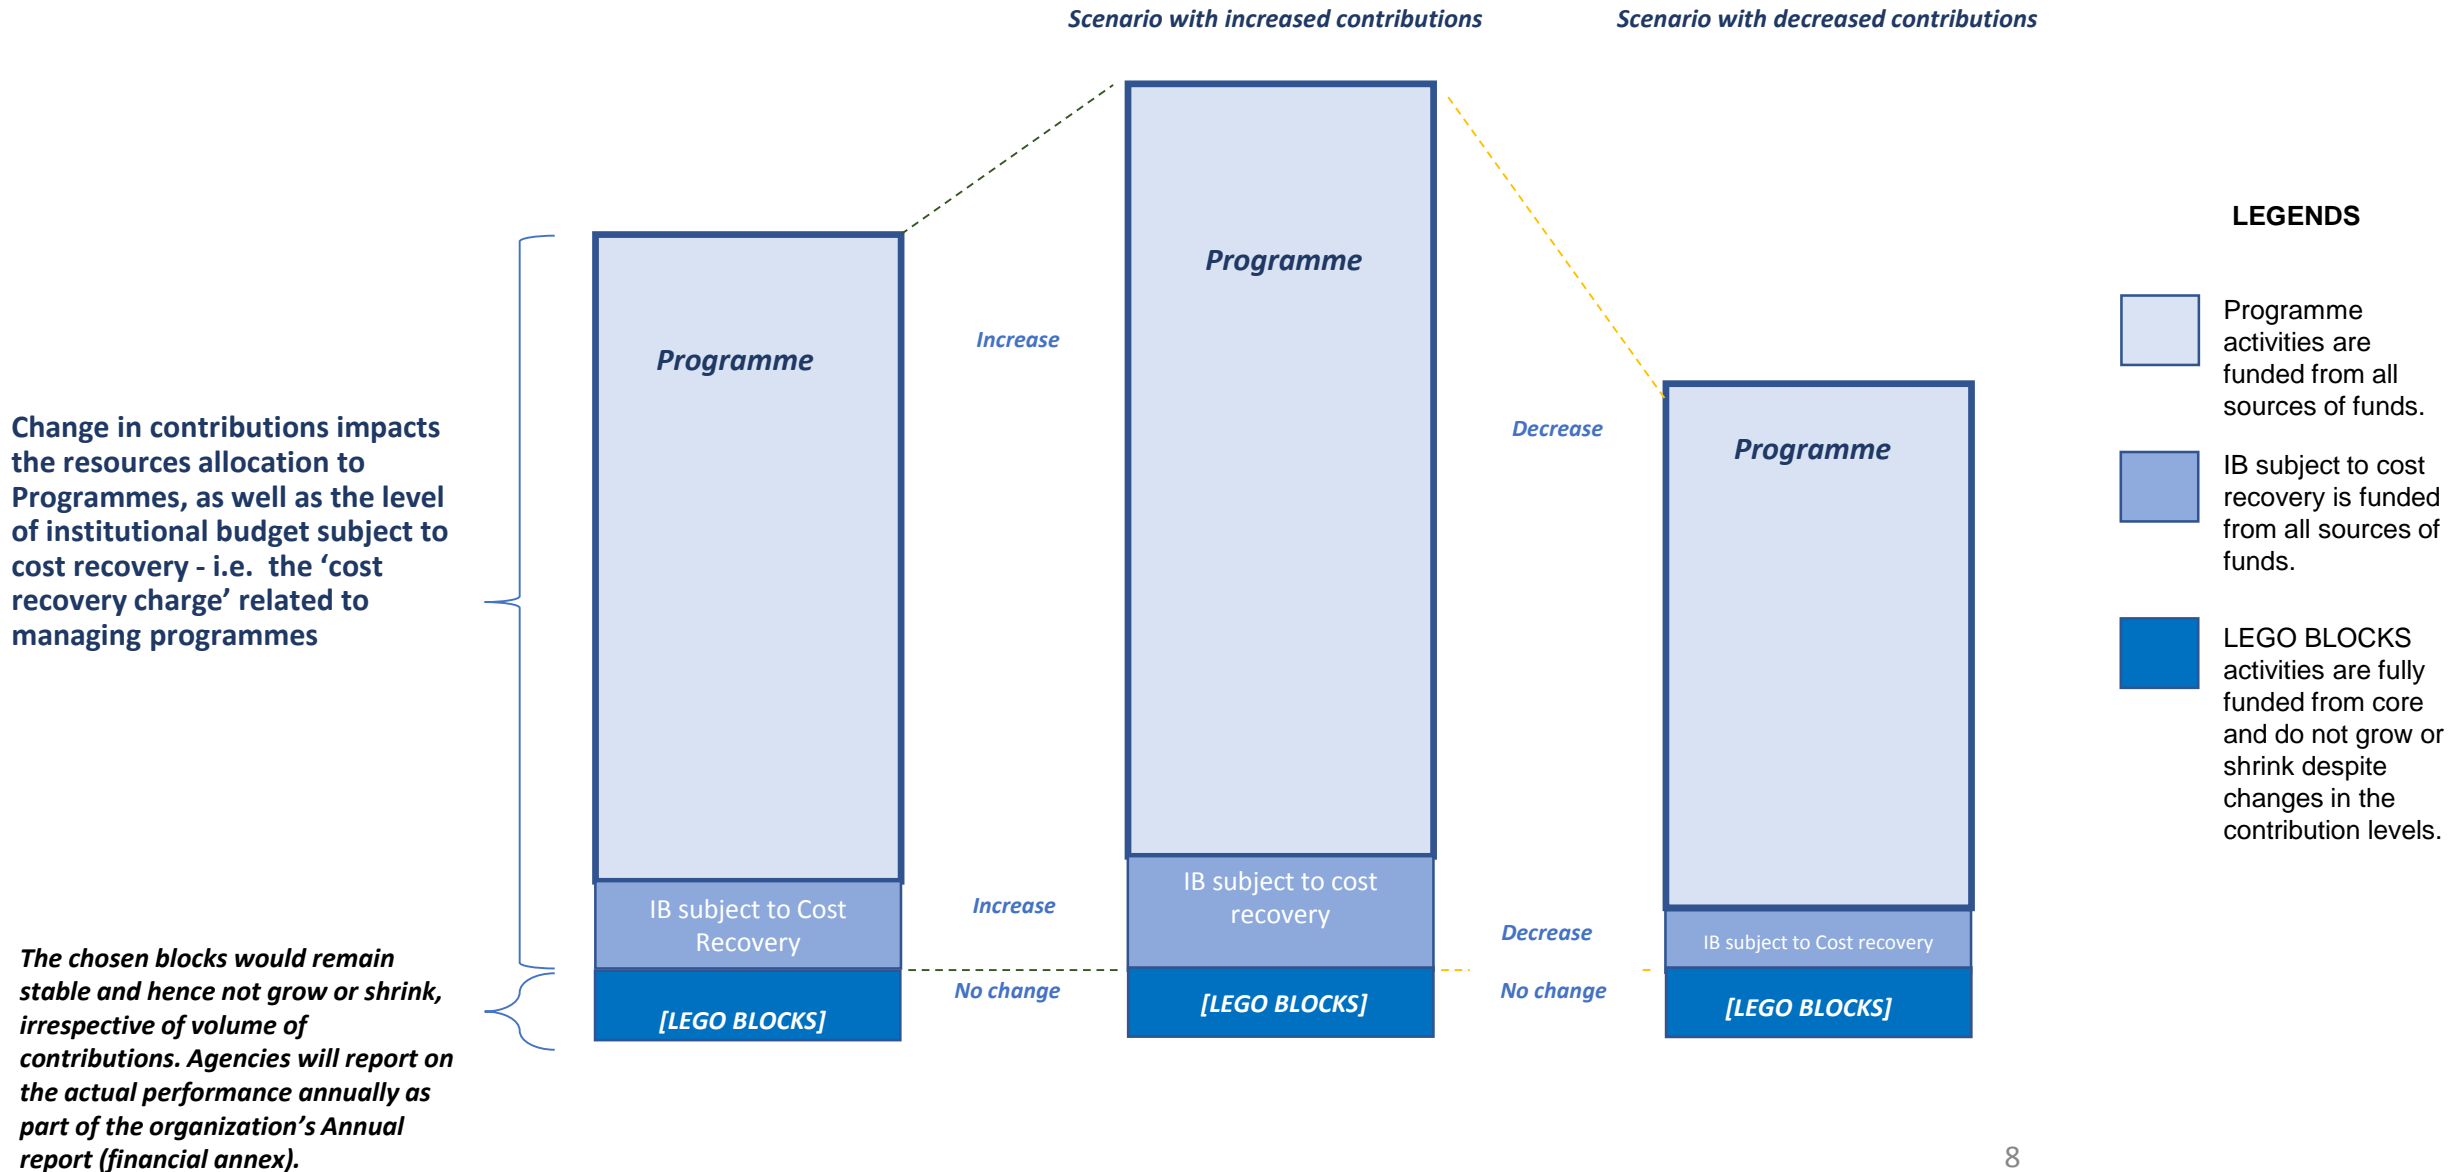 Scenario with increased contributions
Scenario with decreased contributions
Change in contributions impacts
the resources allocation to
Programmes, as well as the level
of institutional budget subject to
cost recovery - i.e.  the ‘cost
recovery charge’ related to
managing programmes
The chosen blocks would remain
stable and hence not grow or shrink,
irrespective of volume of
contributions. Agencies will report on
the actual performance annually as
part of the organization’s Annual
report (financial annex).
Programme
IB subject to Cost
Recovery
[LEGO BLOCKS]
Increase
Increase
No change
Programme
IB subject to cost
recovery
[LEGO BLOCKS]
Decrease
Decrease
No change
Programme
IB subject to Cost recovery
[LEGO BLOCKS]
LEGENDS
Programme
activities are
funded from all
sources of funds.
IB subject to cost
recovery is funded
from all sources of
funds.
LEGO BLOCKS
activities are fully
funded from core
and do not grow or
shrink despite
changes in the
contribution levels.
8